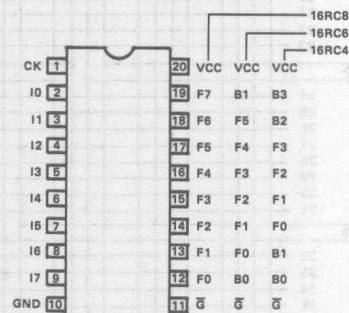 16RC8
16RC6
16RC4
CK 1 20 VCC VCC VCC
I0 2 19 F7 B1 B3
I1 3 18 F6 F5 B2
I2 4 17 F5 F4 F3
I3 5 16 F4 F3 F2
I4 6 15 F3 F2 F1
I5 7 14 F2 F1 F0
I6 8 13 F1 F0 B1
I7 9 12 F0 B0 B0
GND 10 11 G̅ G̅ G̅